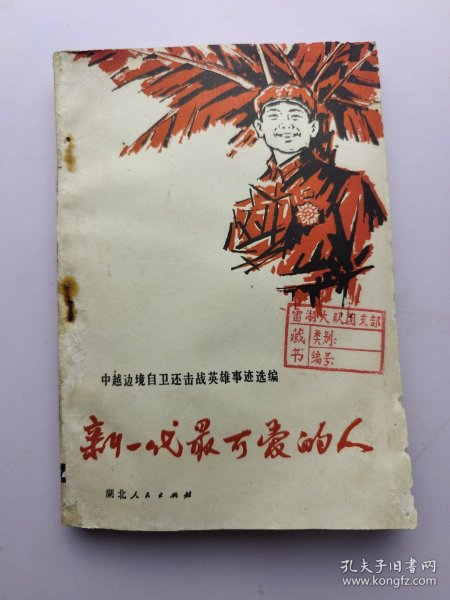 雷湖大队团支部
藏书
类别:
编号:
中越边境自卫还击战英雄事迹选编
新一代最可爱的人
湖北人民出版社
孔夫子旧书网
www.kongfz.com